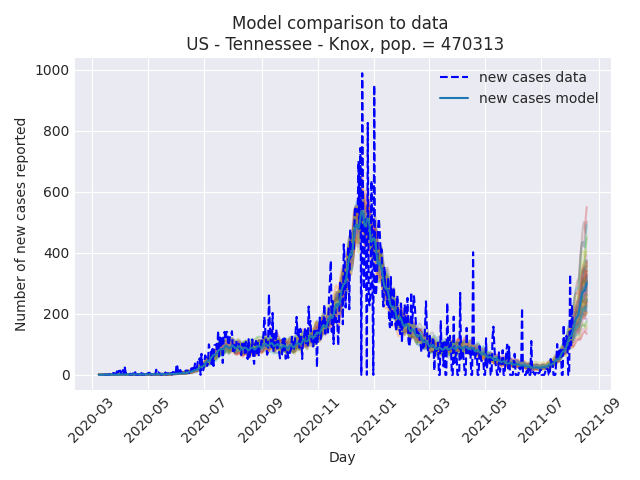 Model comparison to data
US - Tennessee - Knox, pop. = 470313
new cases data
new cases model
Number of new cases reported
1000
800
600
400
200
0
2020-03
2020-05
2020-07
2020-09
2020-11
2021-01
2021-03
2021-05
2021-07
2021-09
Day